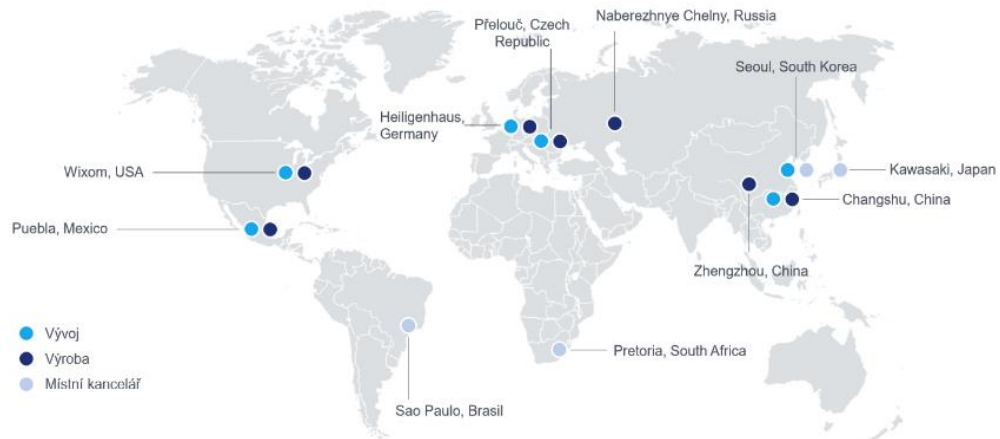 Naberezhnye Chelny, Russia
Přelouč, Czech
Republic
Seoul, South Korea
Heiligenhaus,
Germany
Wixom, USA
Kawasaki, Japan
Changshu, China
Puebla, Mexico
Zhengzhou, China
Vývoj
Výroba
Místní kancelář
Pretoria, South Africa
Sao Paulo, Brasil